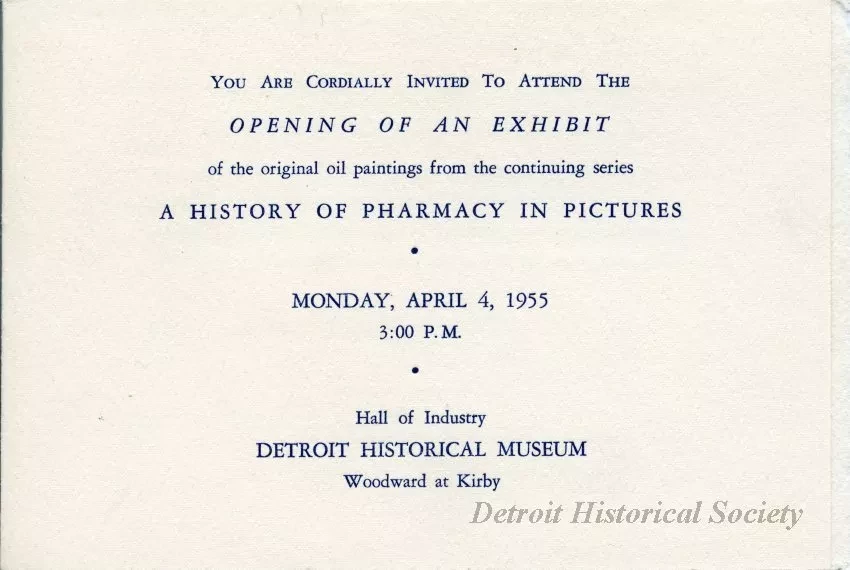 You Are Cordially Invited To Attend The
OPENING OF AN EXHIBIT
of the original oil paintings from the continuing series
A HISTORY OF PHARMACY IN PICTURES
•
MONDAY, APRIL 4, 1955
3:00 P.M.
•
Hall of Industry
DETROIT HISTORICAL MUSEUM
Woodward at Kirby
Detroit Historical Society